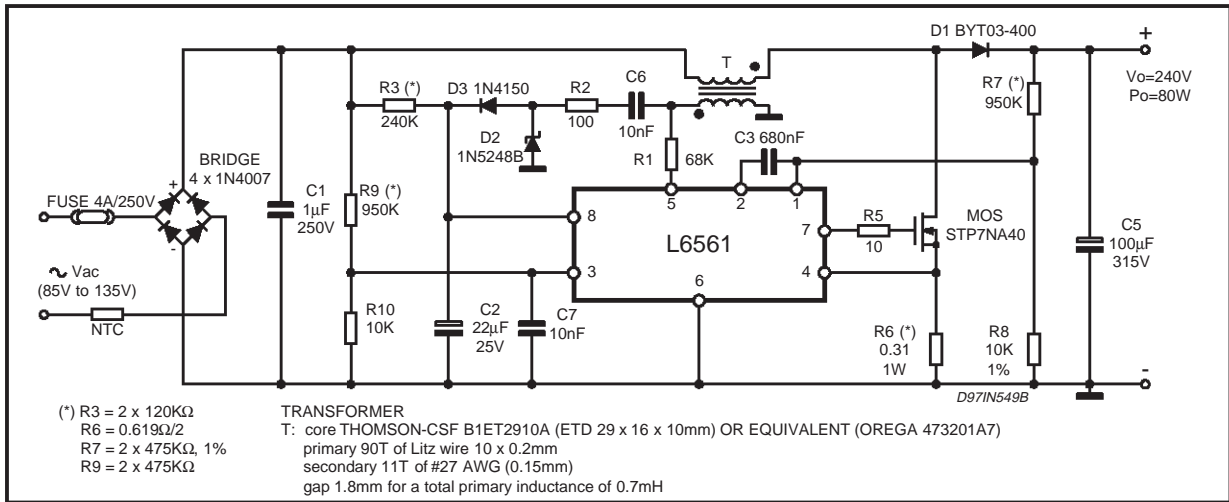 D1 BYT03-400
+
T
Vo=240V
Po=80W
R3 (*)
240K
D3 1N4150
R2
100
C6
10nF
R7 (*)
950K
D2
1N5248B
C3 680nF
R1
68K
BRIDGE
4 x 1N4007
+
-
FUSE 4A/250V
C1
1µF
250V
R9 (*)
950K
5
2
1
8
7
3
4
6
L6561
R5
10
MOS
STP7NA40
C5
100µF
315V
Vac
(85V to 135V)
NTC
R10
10K
C2
22µF
25V
C7
10nF
R6 (*)
0.31
1W
R8
10K
1%
-
D97IN549B
(*) R3 = 2 x 120KΩ
R6 = 0.619Ω/2
R7 = 2 x 475KΩ, 1%
R9 = 2 x 475KΩ
TRANSFORMER
T: core THOMSON-CSF B1ET2910A (ETD 29 x 16 x 10mm) OR EQUIVALENT (OREGA 473201A7)
primary 90T of Litz wire 10 x 0.2mm
secondary 11T of #27 AWG (0.15mm)
gap 1.8mm for a total primary inductance of 0.7mH